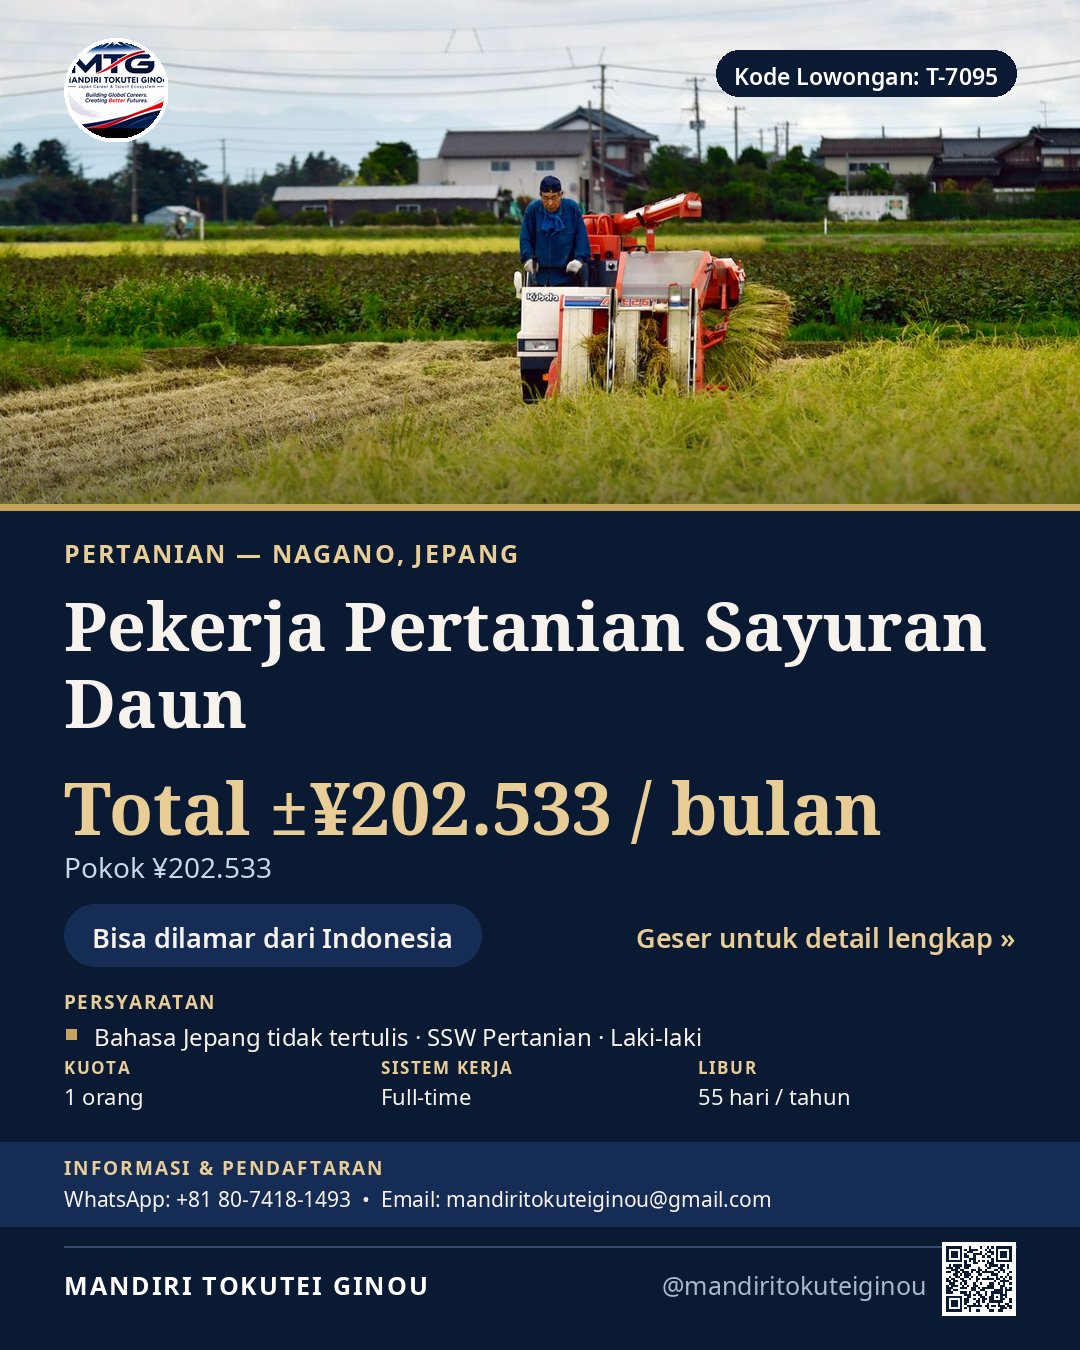 MTG
MANDIRI TOKUTEI GINOU
Japan Career & Talent Ecosystem
Building Global Careers.
Creating Better Futures.
Kode Lowongan: T-7095
Kubota
PERTANIAN — NAGANO, JEPANG
Pekerja Pertanian Sayuran
Daun
Total ±¥202.533 / bulan
Pokok ¥202.533
Bisa dilamar dari Indonesia
Geser untuk detail lengkap »
PERSYARATAN
Bahasa Jepang tidak tertulis · SSW Pertanian · Laki-laki
KUOTA
1 orang
SISTEM KERJA
Full-time
LIBUR
55 hari / tahun
INFORMASI & PENDAFTARAN
WhatsApp: +81 80-7418-1493 • Email: mandiritokuteiginou@gmail.com
MANDIRI TOKUTEI GINOU
@mandiritokuteiginou